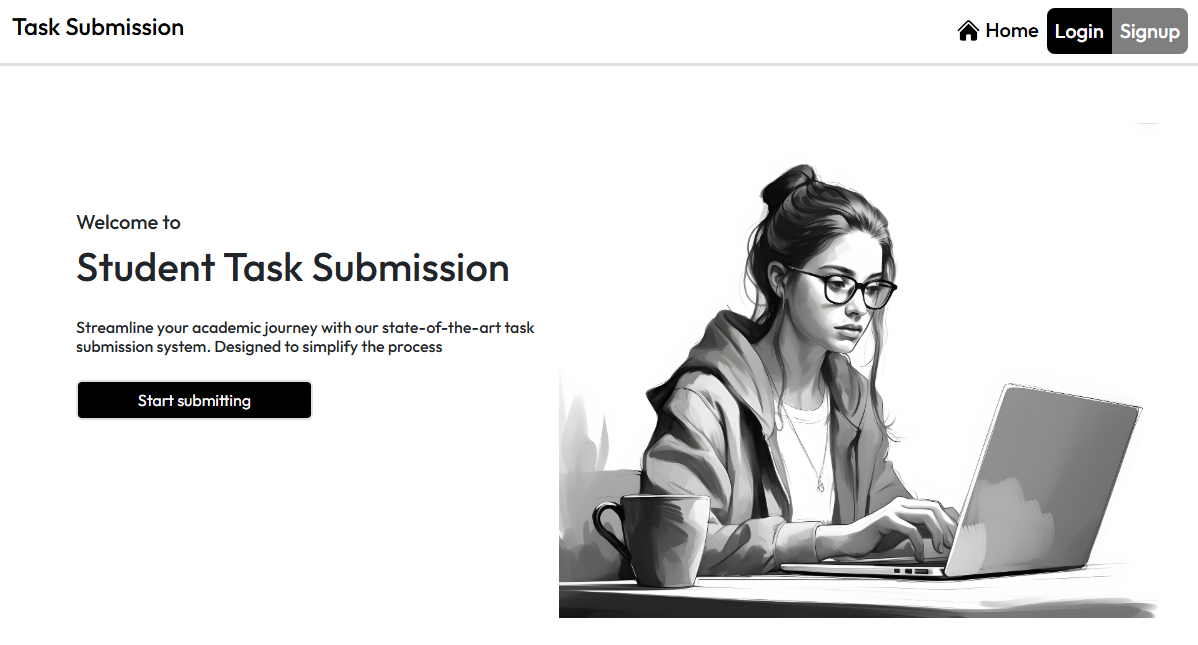 Task Submission
Home Login Signup
Welcome to
Student Task Submission
Streamline your academic journey with our state-of-the-art task
submission system. Designed to simplify the process
Start submitting